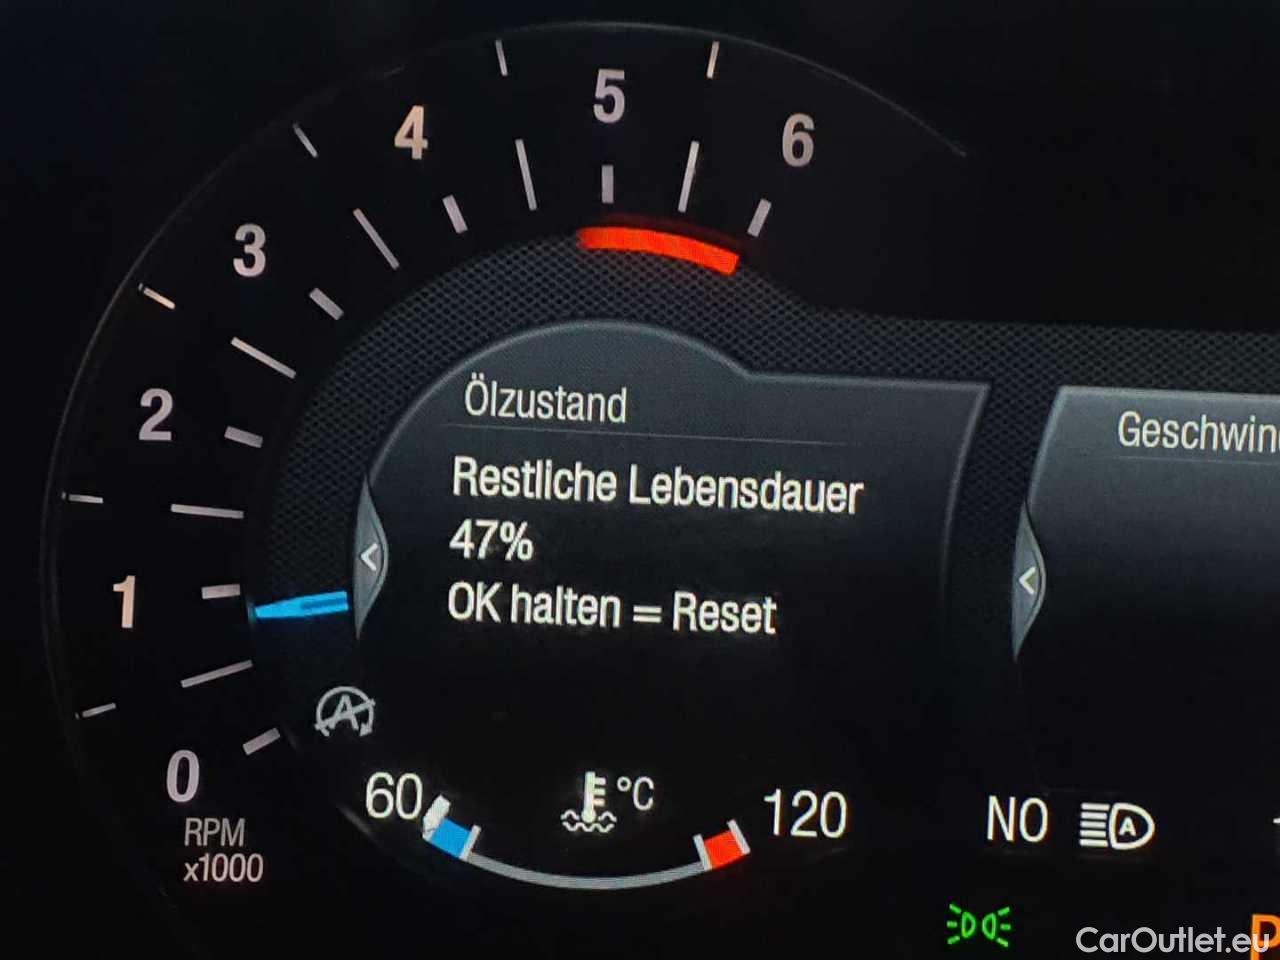 5
4
6
3
2
1
0
RPM
x1000
Ölzustand
Restliche Lebensdauer
47%
OK halten = Reset
60
°C
120
NO
A
P
CarOutlet.eu